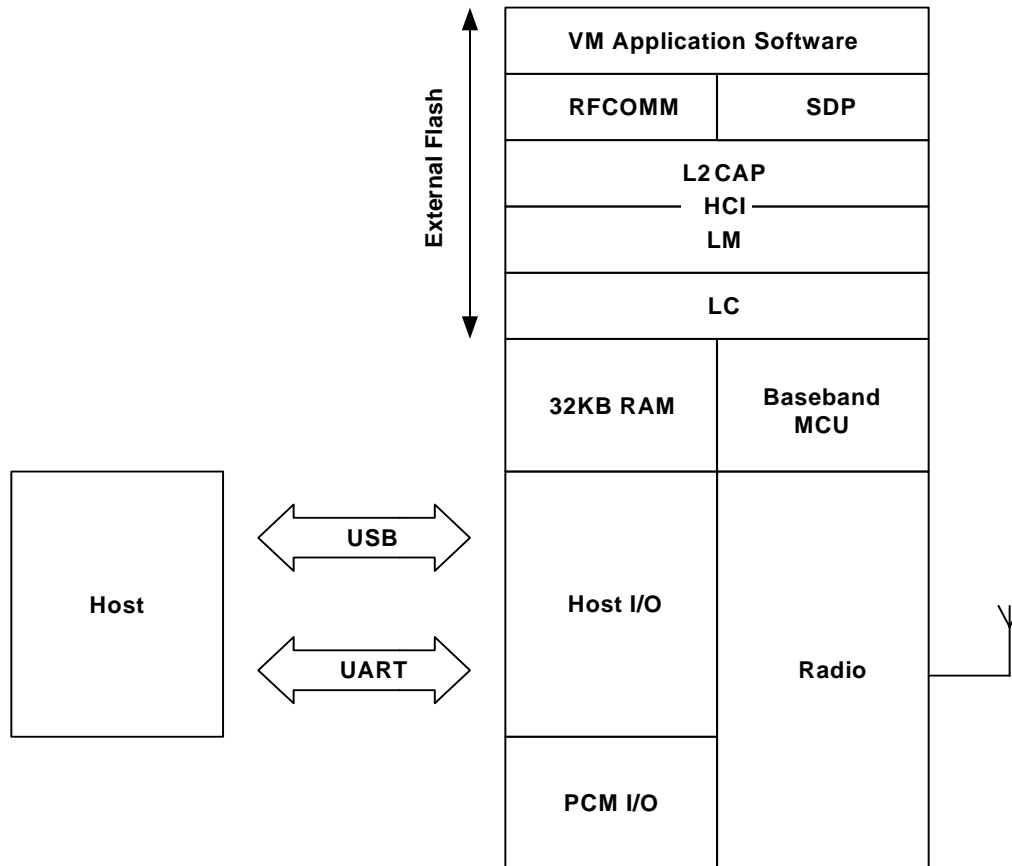 VM Application Software
External Flash
RFCOMM
SDP
L2CAP
HCI
LM
LC
32KB RAM
Baseband
MCU
Host
USB
UART
Host I/O
Radio
PCM I/O